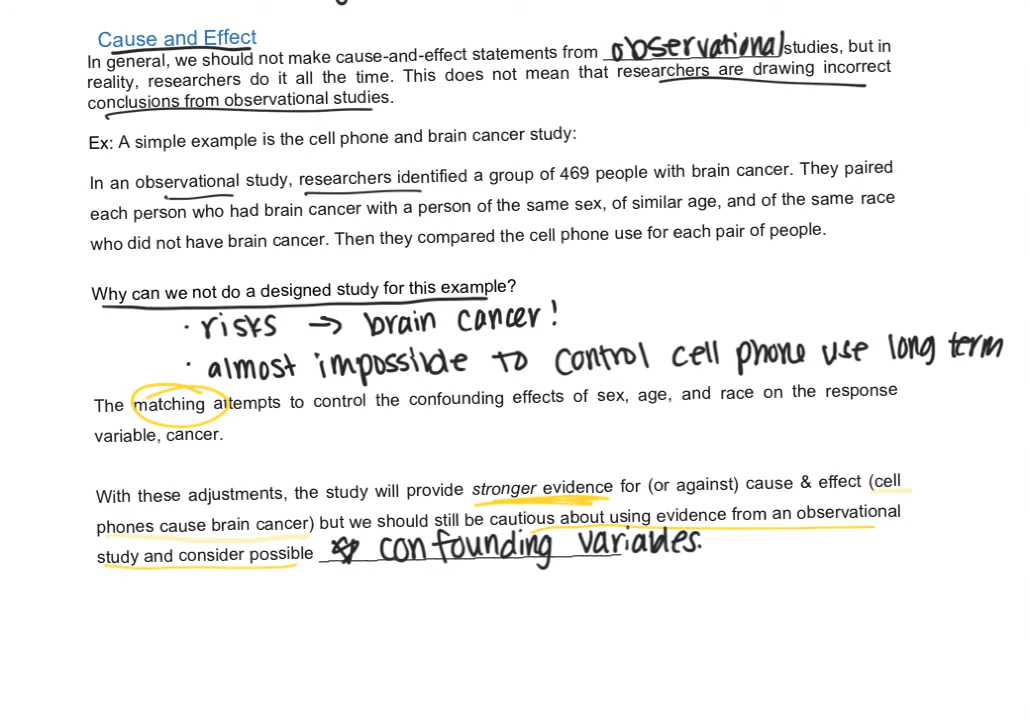 Cause and Effect
In general, we should not make cause-and-effect statements from observational studies, but in
reality, researchers do it all the time. This does not mean that researchers are drawing incorrect
conclusions from observational studies.
Ex: A simple example is the cell phone and brain cancer study:
In an observational study, researchers identified a group of 469 people with brain cancer. They paired
each person who had brain cancer with a person of the same sex, of similar age, and of the same race
who did not have brain cancer. Then they compared the cell phone use for each pair of people.
Why can we not do a designed study for this example?
· risks → brain cancer!
· almost impossible to control cell phone use long term
The matching attempts to control the confounding effects of sex, age, and race on the response
variable, cancer.
With these adjustments, the study will provide stronger evidence for (or against) cause & effect (cell
phones cause brain cancer) but we should still be cautious about using evidence from an observational
study and consider possible ☆ confounding variables.